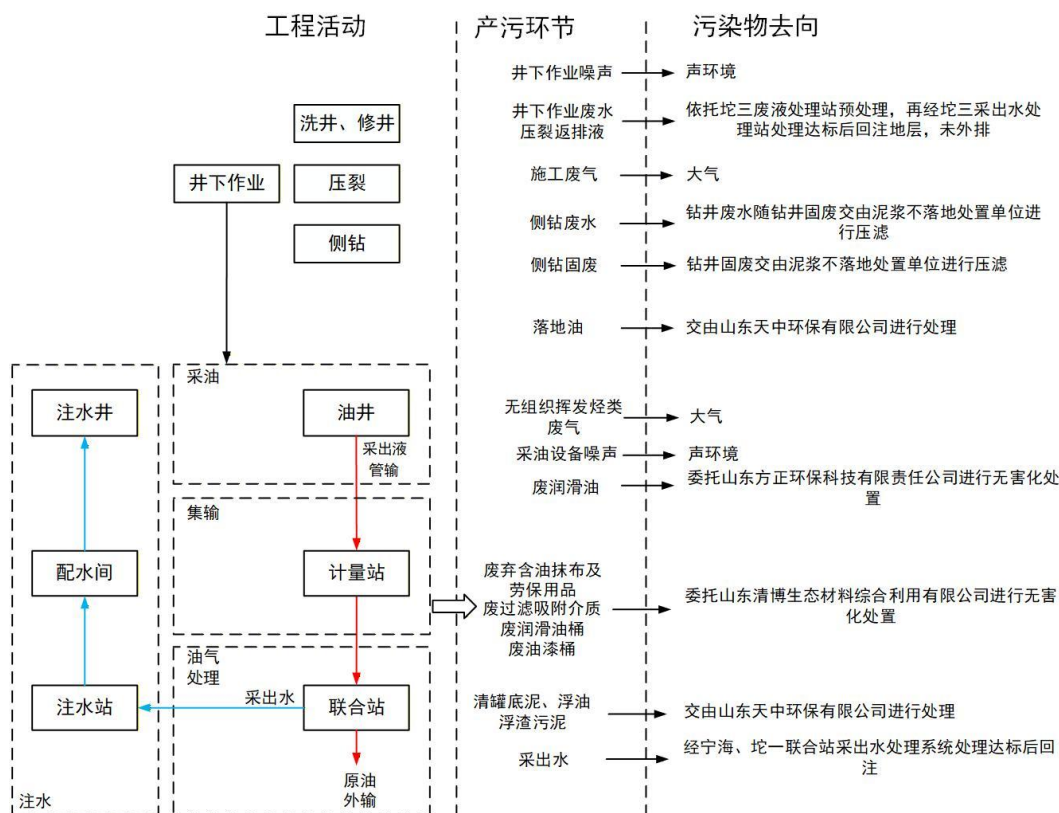 工程活动
产污环节
污染物去向
洗井、修井
井下作业
压裂
侧钻
采油
注水井
油井
采出液
管输
集输
配水间
计量站
油气
处理
采出水
注水站
联合站
原油
外输
注水
井下作业噪声
声环境
井下作业废水
压裂返排液
依托坨三废液处理站预处理，再经坨三采出水处
理站处理达标后回注地层，未外排
施工废气
大气
侧钻废水
钻井废水随钻井固废交由泥浆不落地处置单位进
行压滤
侧钻固废
钻井固废交由泥浆不落地处置单位进行压滤
落地油
交由山东天中环保有限公司进行处理
无组织挥发烃类
废气
大气
采油设备噪声
声环境
废润滑油
委托山东方正环保科技有限责任公司进行无害化处
置
废弃含油抹布及
劳保用品
废过滤吸附介质
废润滑油桶
废油漆桶
委托山东清博生态材料综合利用有限公司进行无害
化处置
清罐底泥、浮油
浮渣污泥
交由山东天中环保有限公司进行处理
采出水
经宁海、坨一联合站采出水处理系统处理达标后回
注